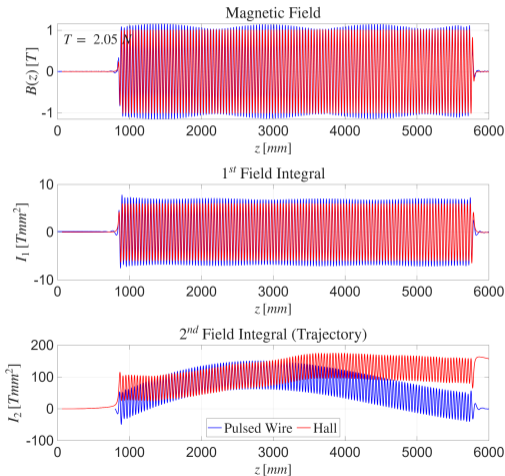 Magnetic Field
T = 2.05 N
B(z) [T]
1
0
-1
0 1000 2000 3000 4000 5000 6000
z [mm]
1st Field Integral
I1 [Tmm2]
10
0
-10
0 1000 2000 3000 4000 5000 6000
z [mm]
2nd Field Integral (Trajectory)
I2 [Tmm2]
200
100
0
-100
Pulsed Wire Hall
0 1000 2000 3000 4000 5000 6000
z [mm]